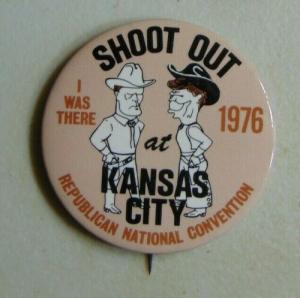 SHOOT OUT
I WAS
THERE
1976
at
KANSAS
CITY
REPUBLICAN NATIONAL CONVENTION